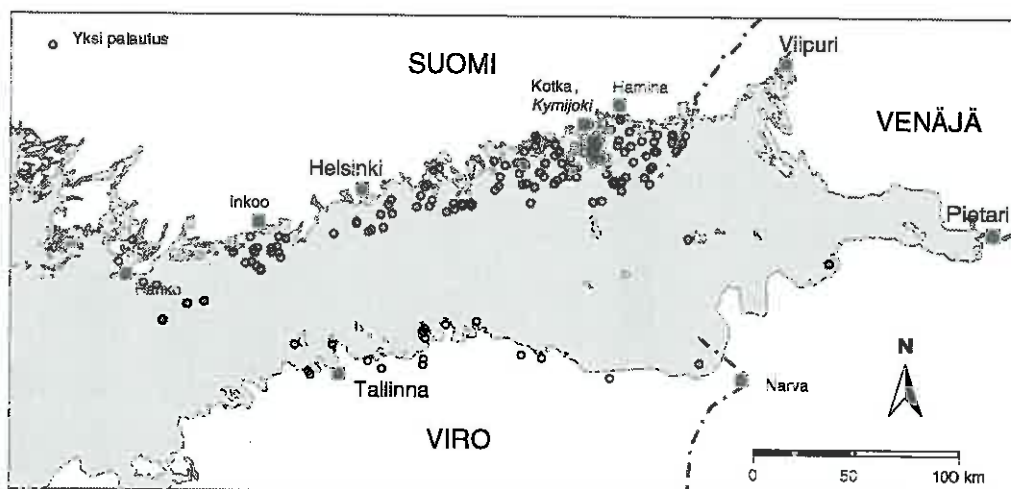 Yksi palautus
SUOMI
Viipuri
Kotka,
Kymijoki
Hamina
VENÄJÄ
Helsinki
Inkoo
Pietari
Hanko
Tallinna
Narva
N
VIRO
0 50 100 km